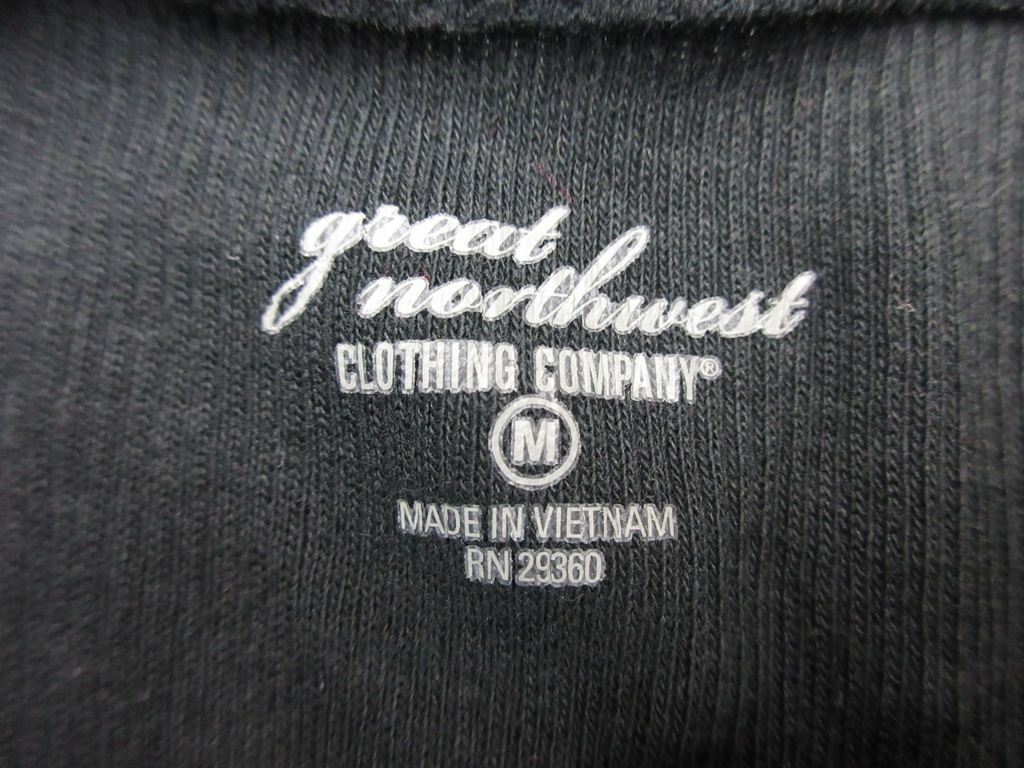 great
northwest
CLOTHING COMPANY®
M
MADE IN VIETNAM
RN 29360